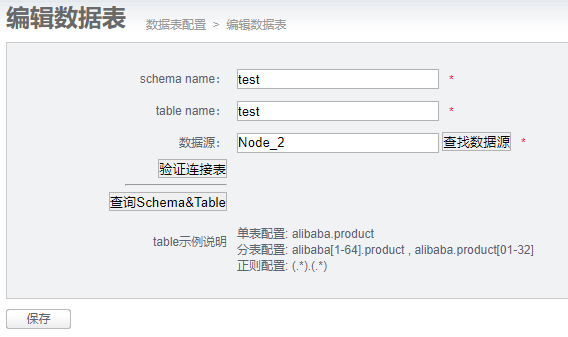 编辑数据表 数据表配置 > 编辑数据表
schema name： test *
table name： test *
数据源： Node_2 查找数据源 *
验证连接表
查询Schema&Table
table示例说明
单表配置: alibaba.product
分表配置: alibaba[1-64].product , alibaba.product[01-32]
正则配置: (.*).(.*)
保存